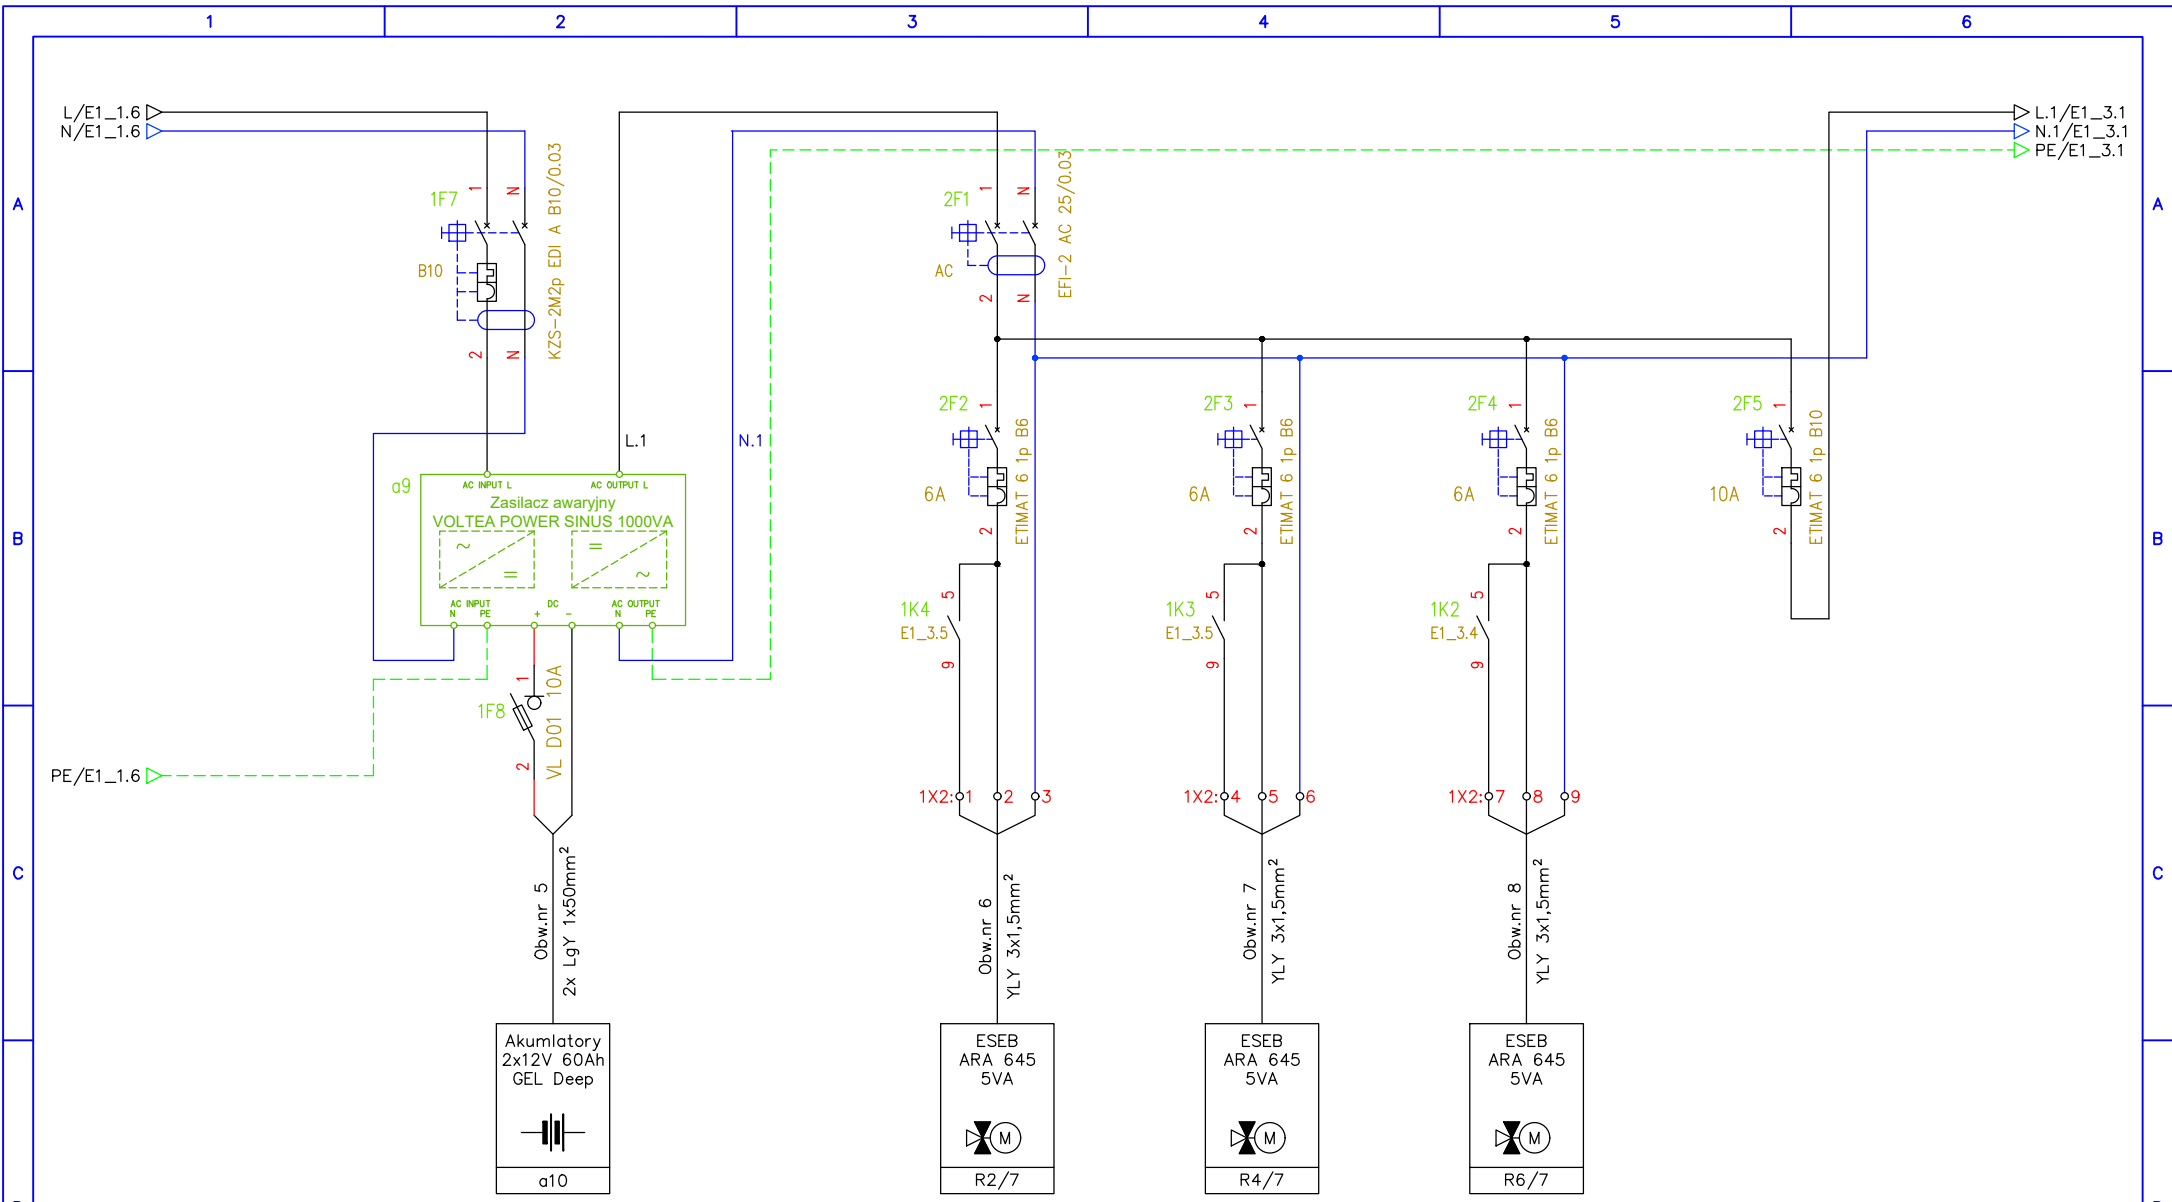 1 2 3 4 5 6
L/E1_1.6
N/E1_1.6
L.1/E1_3.1
N.1/E1_3.1
PE/E1_3.1
A
A
1F7
1
N
B10
2
N
KZS-2M2p EDI A B10/0.03
2F1
1
N
AC
2
N
EFI-2 AC 25/0.03
L.1
N.1
2F2
1
6A
2
ETIMAT 6 1p B6
2F3
1
6A
2
ETIMAT 6 1p B6
2F4
1
6A
2
ETIMAT 6 1p B6
2F5
1
10A
2
ETIMAT 6 1p B10
B
B
a9
AC INPUT L
AC OUTPUT L
Zasilacz awaryjny
VOLTEA POWER SINUS 1000VA
~ =
= ~
AC INPUT
N PE
DC
+ -
AC OUTPUT
N PE
1K4
E1_3.5
5
9
1K3
E1_3.5
5
9
1K2
E1_3.4
5
9
1F8
1
2
VL D01 10A
PE/E1_1.6
1X2: 1 2 3
1X2: 4 5 6
1X2: 7 8 9
C
C
Obw.nr 5
2x LgY 1x50mm²
Obw.nr 6
YLY 3x1,5mm²
Obw.nr 7
YLY 3x1,5mm²
Obw.nr 8
YLY 3x1,5mm²
Akumlatory
2x12V 60Ah
GEL Deep
a10
ESEB
ARA 645
5VA
M
R2/7
ESEB
ARA 645
5VA
M
R4/7
ESEB
ARA 645
5VA
M
R6/7